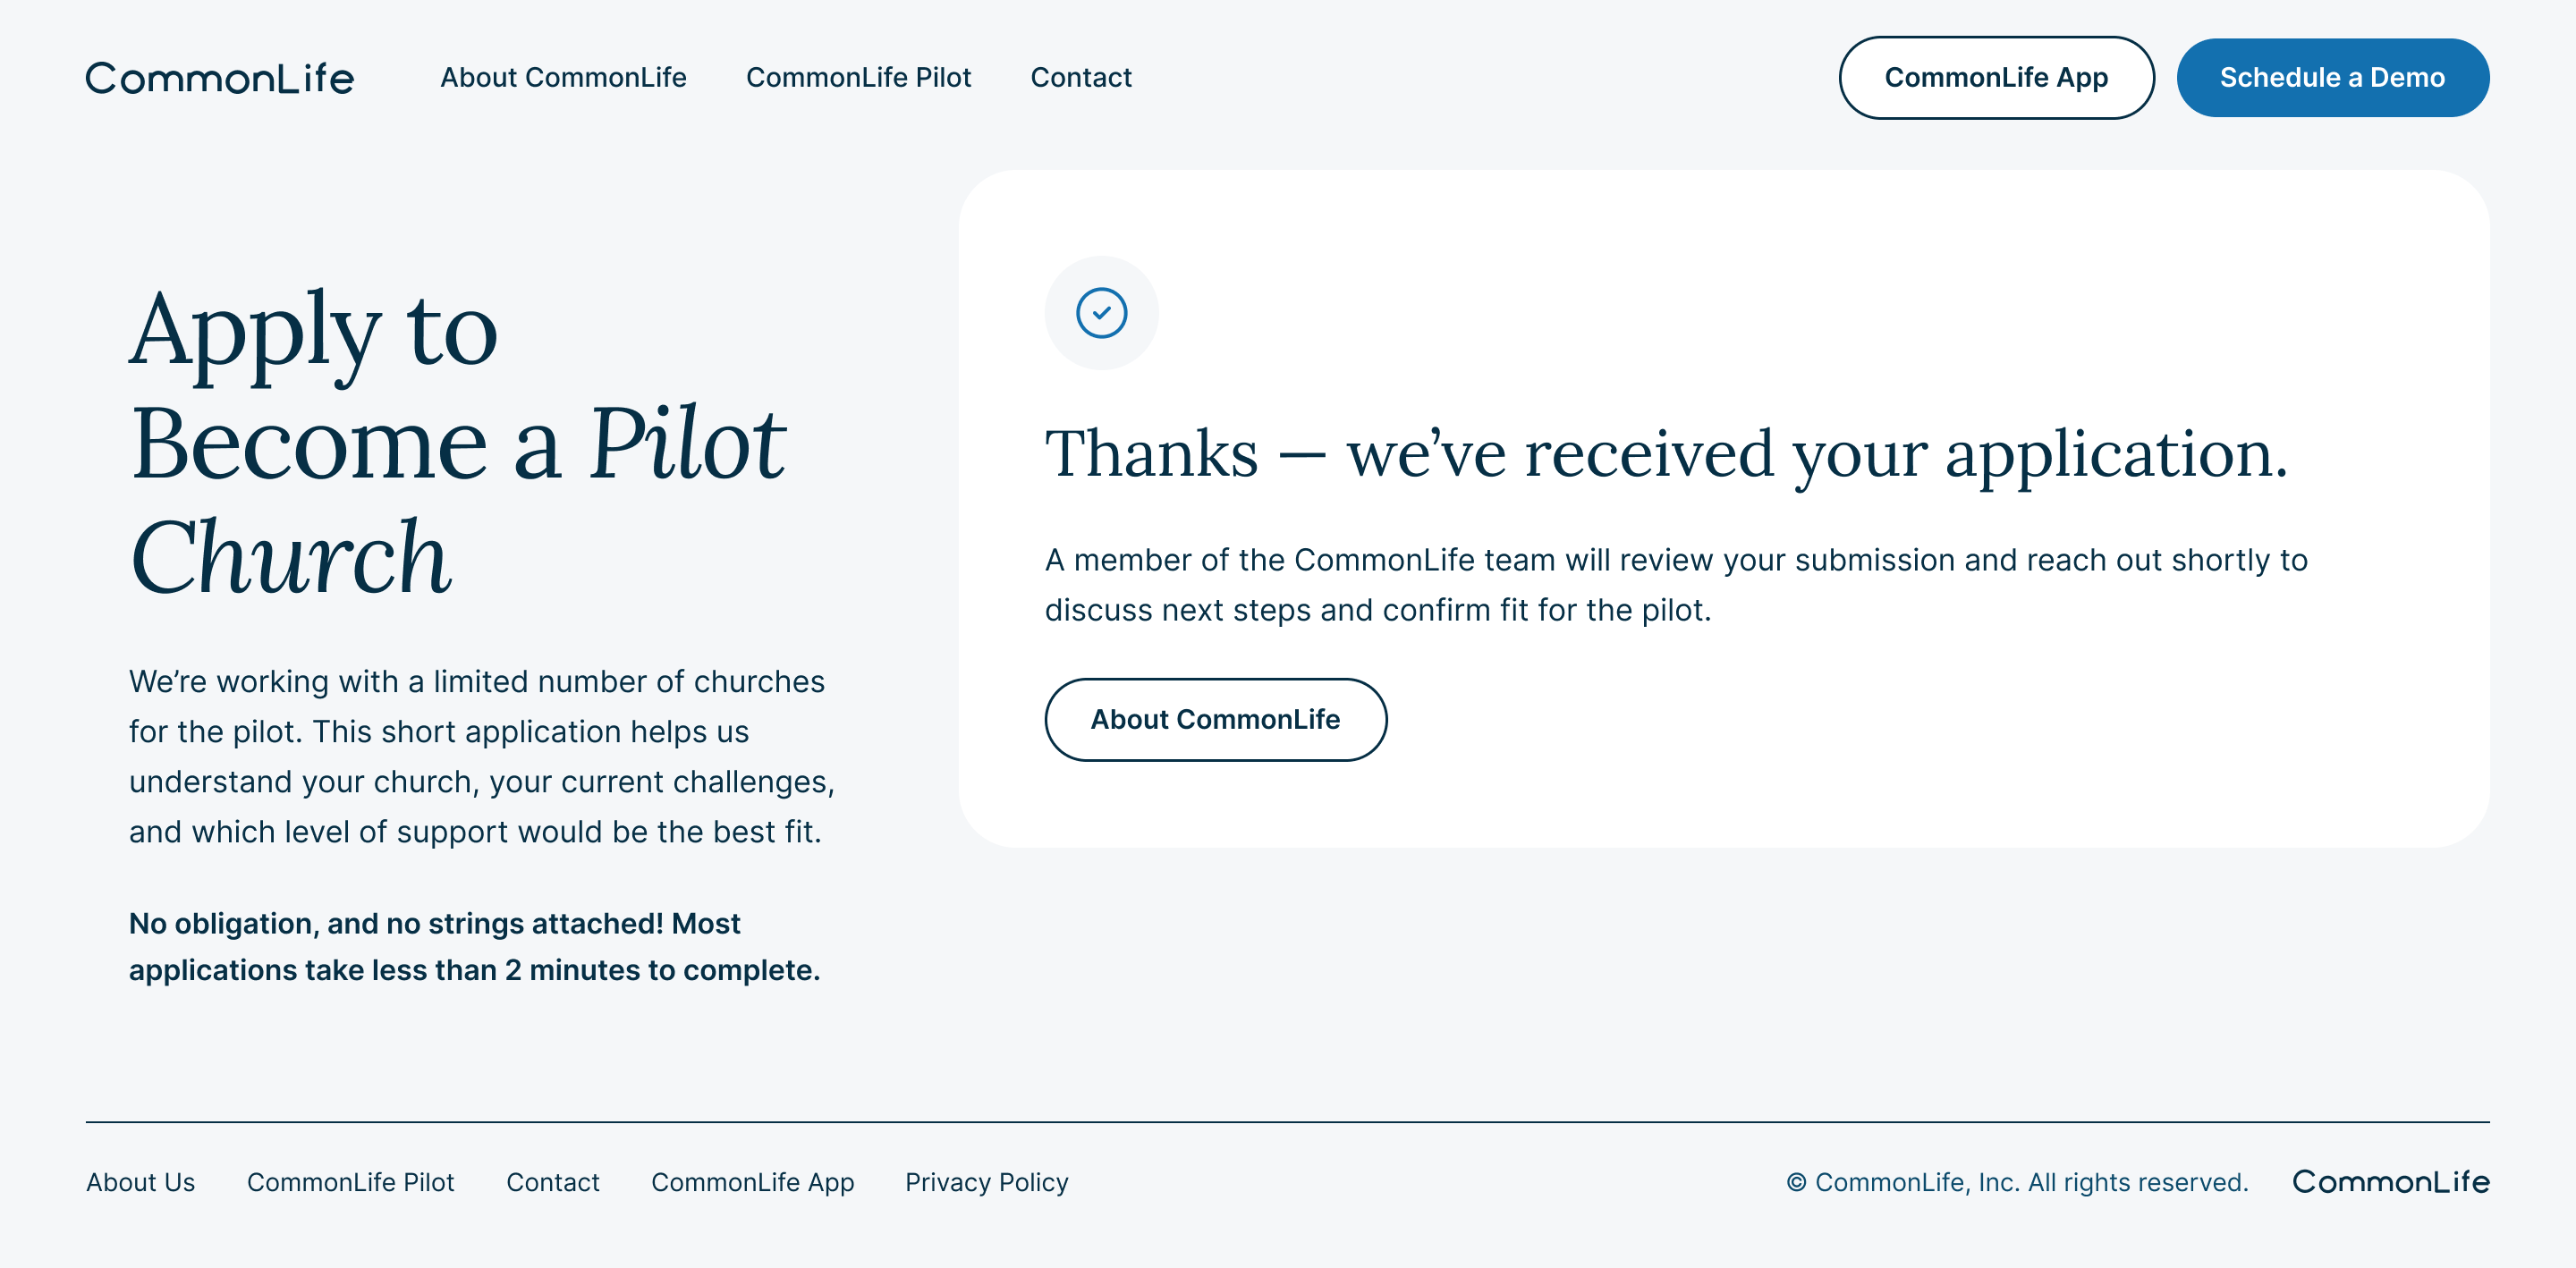 CommonLife
About CommonLife
CommonLife Pilot
Contact
CommonLife App
Schedule a Demo
Apply to
Become a Pilot
Church
We’re working with a limited number of churches
for the pilot. This short application helps us
understand your church, your current challenges,
and which level of support would be the best fit.
No obligation, and no strings attached! Most
applications take less than 2 minutes to complete.
Thanks — we’ve received your application.
A member of the CommonLife team will review your submission and reach out shortly to
discuss next steps and confirm fit for the pilot.
About CommonLife
About Us
CommonLife Pilot
Contact
CommonLife App
Privacy Policy
© CommonLife, Inc. All rights reserved.
CommonLife